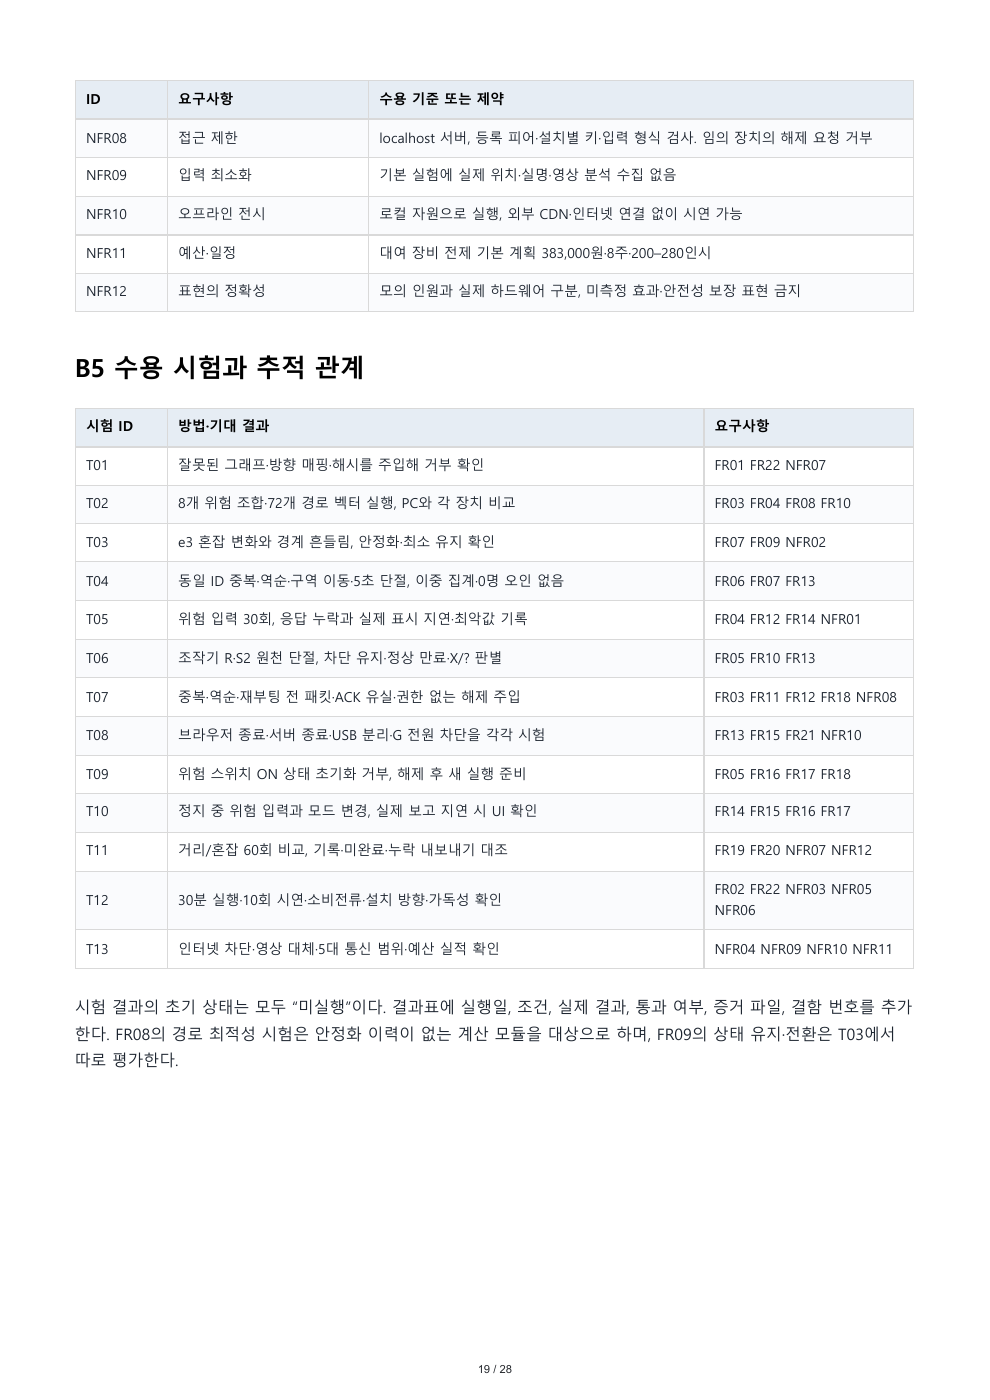 ID 요구사항 수용 기준 또는 제약
NFR08 접근 제한 localhost 서버, 등록 피어·설치별 키·입력 형식 검사. 임의 장치의 해제 요청 거부
NFR09 입력 최소화 기본 실험에 실제 위치·실명·영상 분석 수집 없음
NFR10 오프라인 전시 로컬 자원으로 실행, 외부 CDN·인터넷 연결 없이 시연 가능
NFR11 예산·일정 대여 장비 전제 기본 계획 383,000원·8주·200–280인시
NFR12 표현의 정확성 모의 인원과 실제 하드웨어 구분, 미측정 효과·안전성 보장 표현 금지
B5 수용 시험과 추적 관계
시험 ID 방법·기대 결과 요구사항
T01 잘못된 그래프·방향 매핑·해시를 주입해 거부 확인 FR01 FR22 NFR07
T02 8개 위험 조합·72개 경로 벡터 실행, PC와 각 장치 비교 FR03 FR04 FR08 FR10
T03 e3 혼잡 변화와 경계 흔들림, 안정화·최소 유지 확인 FR07 FR09 NFR02
T04 동일 ID 중복·역순·구역 이동·5초 단절, 이중 집계·0명 오인 없음 FR06 FR07 FR13
T05 위험 입력 30회, 응답 누락과 실제 표시 지연·최악값 기록 FR04 FR12 FR14 NFR01
T06 조작기 R·S2 원천 단절, 차단 유지·정상 만료·X/? 판별 FR05 FR10 FR13
T07 중복·역순·재부팅 전 패킷·ACK 유실·권한 없는 해제 주입 FR03 FR11 FR12 FR18 NFR08
T08 브라우저 종료·서버 종료·USB 분리·G 전원 차단을 각각 시험 FR13 FR15 FR21 NFR10
T09 위험 스위치 ON 상태 초기화 거부, 해제 후 새 실행 준비 FR05 FR16 FR17 FR18
T10 정지 중 위험 입력과 모드 변경, 실제 보고 지연 시 UI 확인 FR14 FR15 FR16 FR17
T11 거리/혼잡 60회 비교, 기록·미완료·누락 내보내기 대조 FR19 FR20 NFR07 NFR12
T12 30분 실행·10회 시연·소비전류·설치 방향·가독성 확인 FR02 FR22 NFR03 NFR05
NFR06
T13 인터넷 차단·영상 대체·5대 통신 범위·예산 실적 확인 NFR04 NFR09 NFR10 NFR11
시험 결과의 초기 상태는 모두 “미실행“이다. 결과표에 실행일, 조건, 실제 결과, 통과 여부, 증거 파일, 결함 번호를 추가
한다. FR08의 경로 최적성 시험은 안정화 이력이 없는 계산 모듈을 대상으로 하며, FR09의 상태 유지·전환은 T03에서
따로 평가한다.
19 / 28